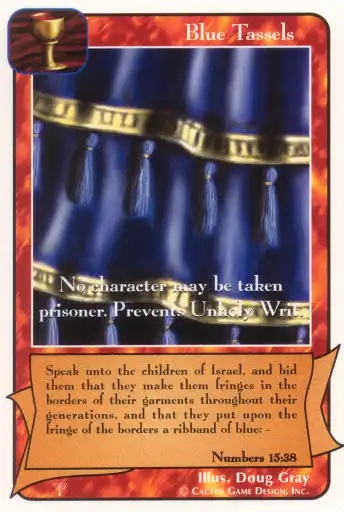 Blue Tassels
No character may be taken
prisoner. Prevents Unholy Writ.
Speak unto the children of Israel, and bid
them that they make them fringes in the
borders of their garments throughout their
generations, and that they put upon the
fringe of the borders a ribband of blue: -
Numbers 15:38
Illus. Doug Gray
© Cactus Game Design, Inc.